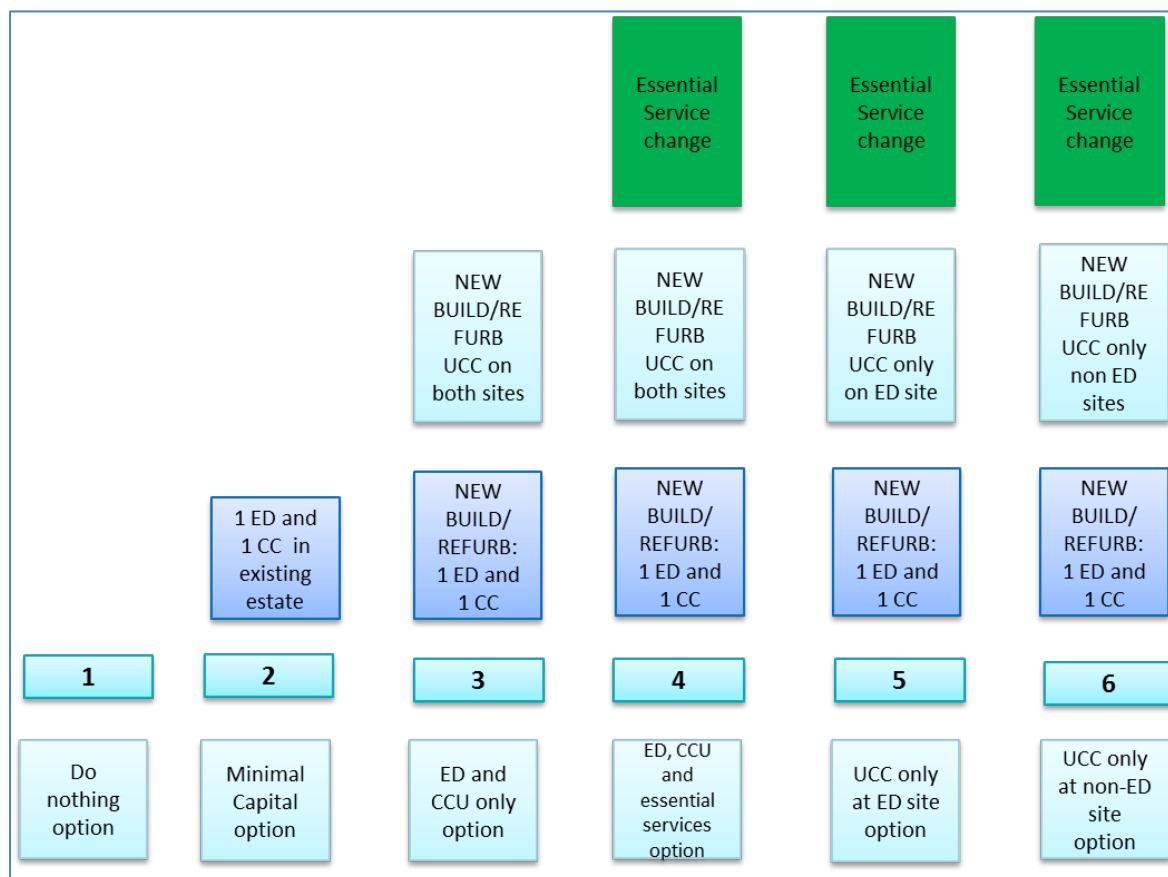 Essential
Service
change
Essential
Service
change
Essential
Service
change
NEW
BUILD/RE
FURB
UCC on
both sites
NEW
BUILD/RE
FURB
UCC on
both sites
NEW
BUILD/RE
FURB
UCC only
on ED site
NEW
BUILD/RE
FURB
UCC only
non ED
sites
1 ED and
1 CC in
existing
estate
NEW
BUILD/
REFURB:
1 ED and
1 CC
NEW
BUILD/
REFURB:
1 ED and
1 CC
NEW
BUILD/
REFURB:
1 ED and
1 CC
NEW
BUILD/
REFURB:
1 ED and
1 CC
1
2
3
4
5
6
Do
nothing
option
Minimal
Capital
option
ED and
CCU only
option
ED, CCU
and
essential
services
option
UCC only
at ED site
option
UCC only
at non-ED
site
option